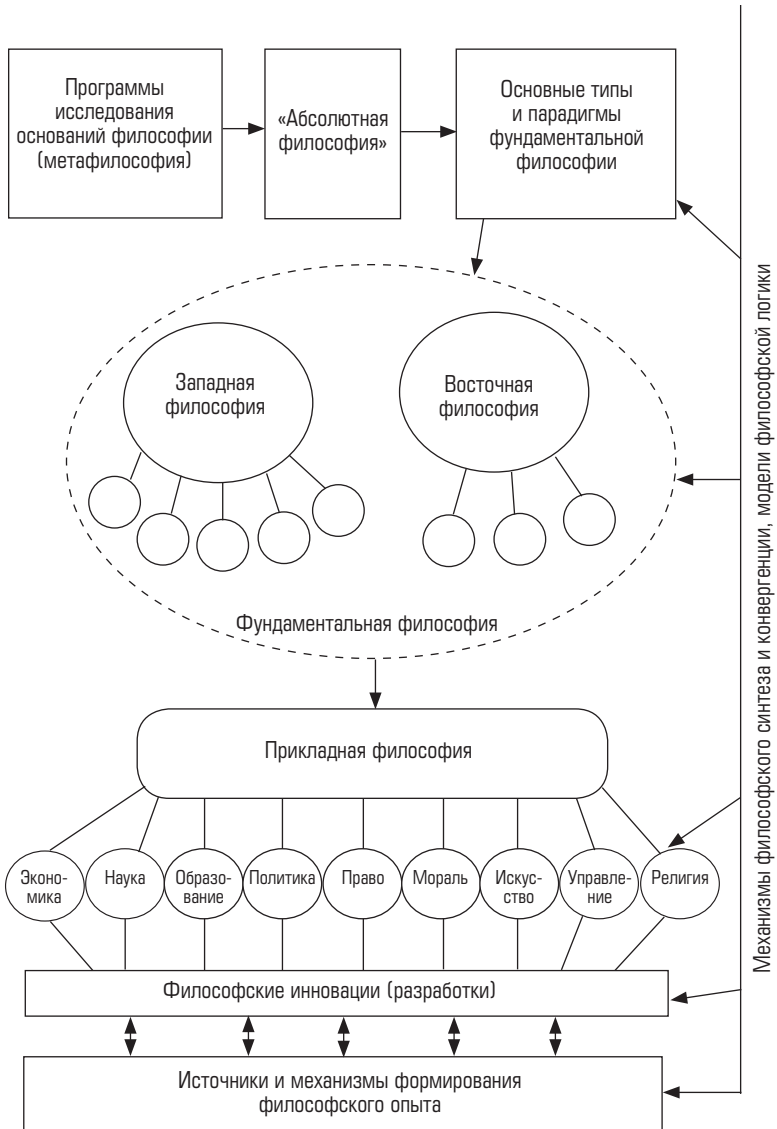 Программы
исследования
оснований философии
(метафилософия)
«Абсолютная
философия»
Основные типы
и парадигмы
фундаментальной
философии
Западная
философия
Восточная
философия
Фундаментальная философия
Прикладная философия
Эконо-
мика
Наука
Образо-
вание
Политика
Право
Мораль
Искус-
ство
Управле-
ние
Религия
Философские инновации (разработки)
Источники и механизмы формирования
философского опыта
Механизмы философского синтеза и конвергенции, модели философской логики